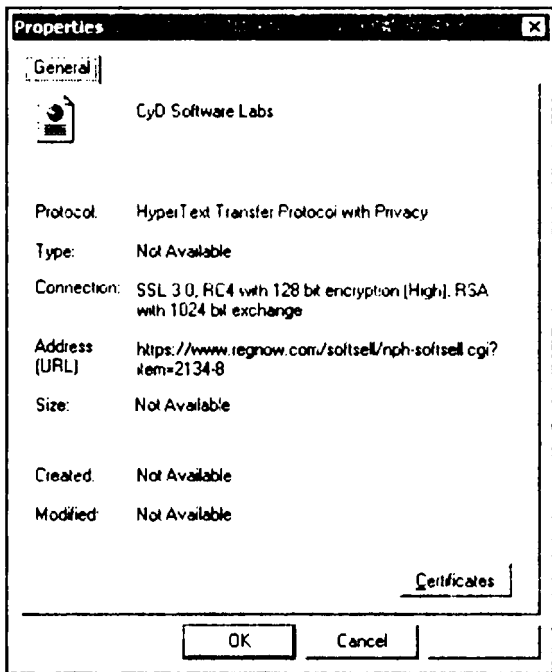 Properties
General
CyD Software Labs
Protocol: HyperText Transfer Protocol with Privacy
Type: Not Available
Connection: SSL 3.0, RC4 with 128 bit encryption (High), RSA
with 1024 bit exchange
Address
(URL) https://www.regnow.com/softsell/nph-softsell.cgi?
item=2134-8
Size: Not Available
Created: Not Available
Modified: Not Available
Certificates
OK
Cancel